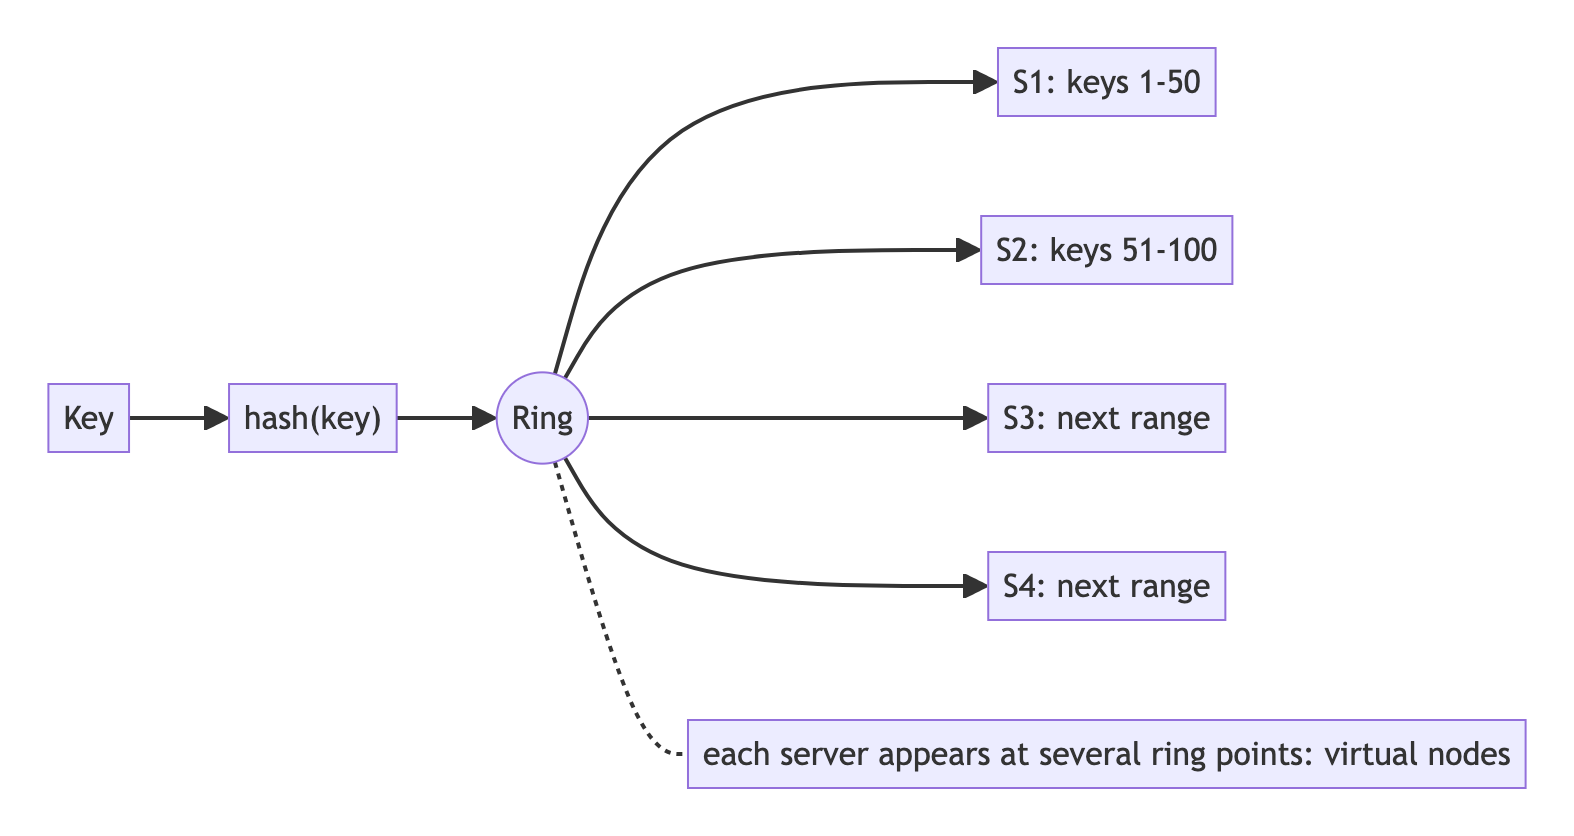 S1: keys 1-50
S2: keys 51-100
Key
hash(key)
Ring
S3: next range
S4: next range
each server appears at several ring points: virtual nodes